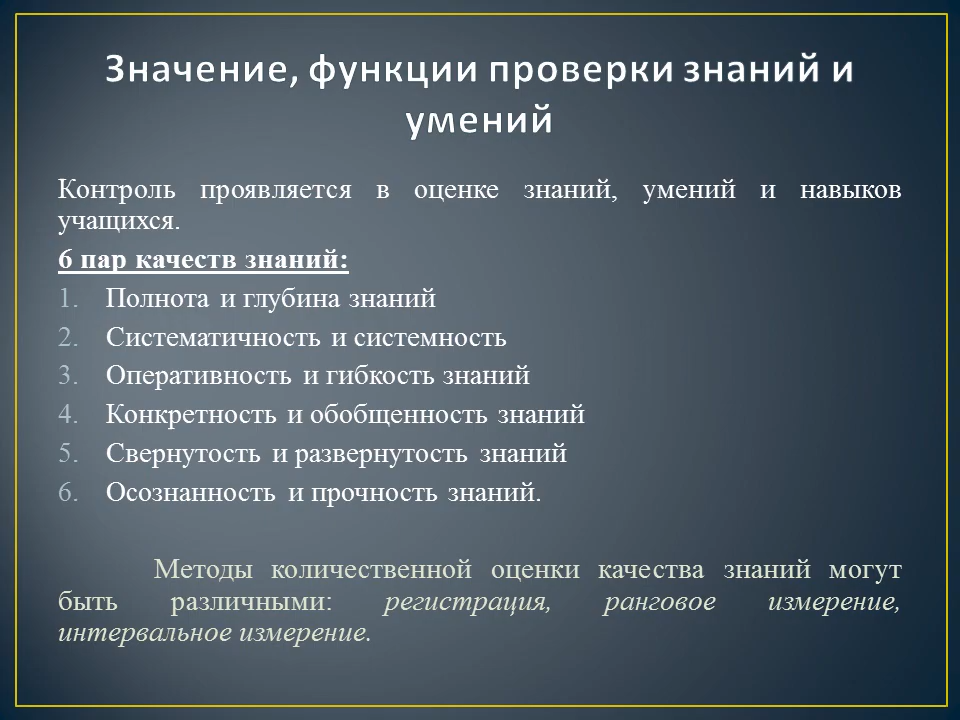 Значение, функции проверки знаний и
умений
Контроль проявляется в оценке знаний, умений и навыков
учащихся.
6 пар качеств знаний:
1. Полнота и глубина знаний
2. Систематичность и системность
3. Оперативность и гибкость знаний
4. Конкретность и обобщенность знаний
5. Свернутость и развернутость знаний
6. Осознанность и прочность знаний.
Методы количественной оценки качества знаний могут
быть различными: регистрация, ранговое измерение,
интервальное измерение.